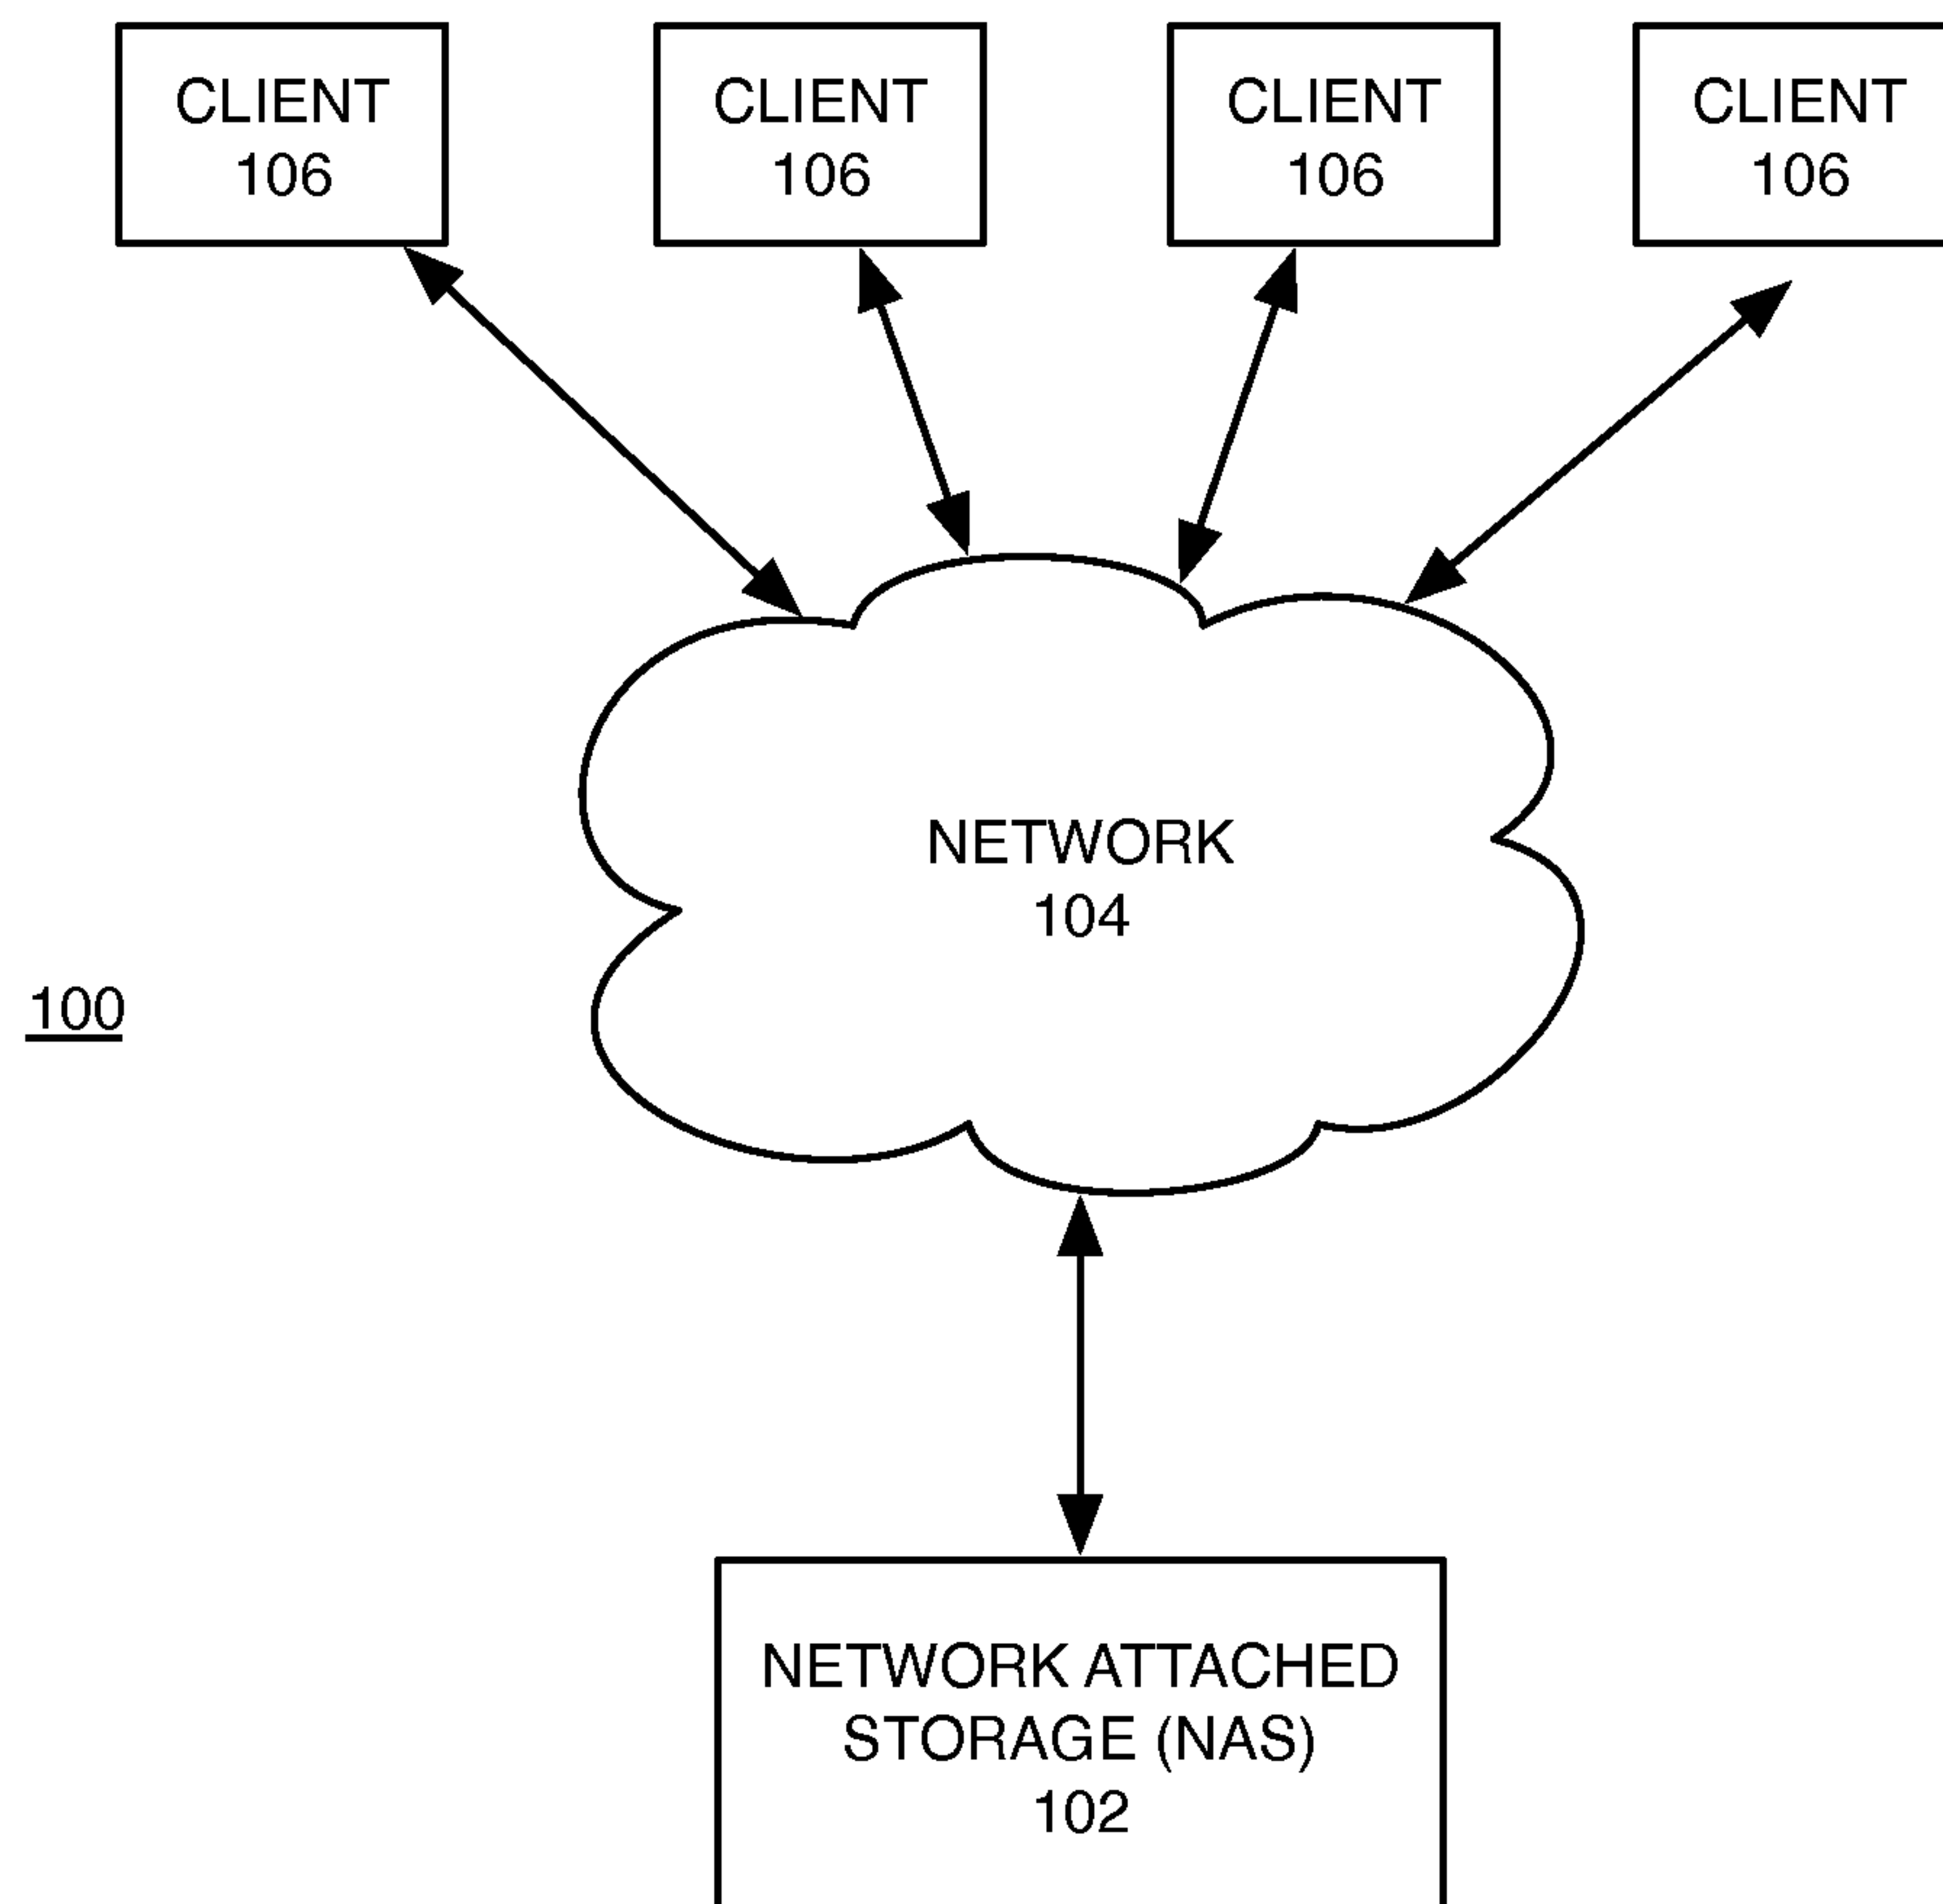 CLIENT
106
CLIENT
106
CLIENT
106
CLIENT
106
NETWORK
104
100
NETWORK ATTACHED
STORAGE (NAS)
102